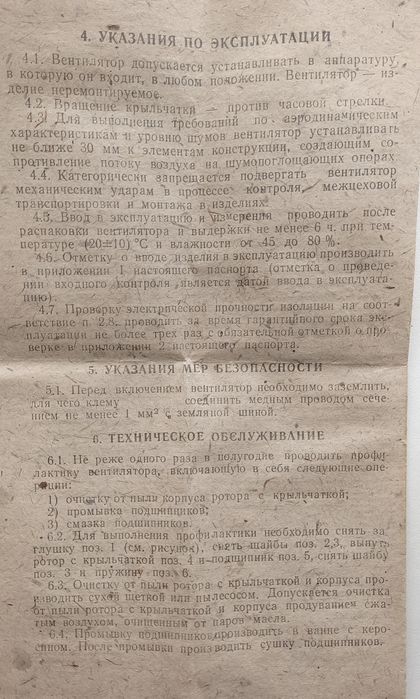 4. УКАЗАНИЯ ПО ЭКСПЛУАТАЦИИ
4.1. Вентилятор допускается устанавливать в аппаратуру,
в которую он входит, в любом положении. Вентилятор — из-
делие неремонтируемое.
4.2. Вращение крыльчатки — против часовой стрелки.
4.3. Для выполнения требований по аэродинамическим
характеристикам и уровню шумов вентилятор устанавливать
не ближе 30 мм к элементам конструкции, создающим со-
противление потоку воздуха на шумопоглощающих опорах.
4.4. Категорически запрещается подвергать вентилятор
механическим ударам в процессе контроля, межцеховой
транспортировки и монтажа в изделиях.
4.5. Ввод в эксплуатацию и измерения проводить после
распаковки вентилятора и выдержки не менее 6 ч. при тем-
пературе (20±10) °С и влажности от 45 до 80 %.
4.6. Отметку о вводе изделия в эксплуатацию производить
в приложении 1 настоящего паспорта (отметка о проведе-
нии входного контроля является датой ввода в эксплуата-
цию).
4.7. Проверку электрической прочности изоляции на соот-
ветствие п. 2.8. проводить за время гарантийного срока экс-
плуатации не более трех раз с обязательной отметкой о про-
верке в приложении 2 настоящего паспорта.
5. УКАЗАНИЯ МЕР БЕЗОПАСНОСТИ
5.1. Перед включением вентилятор необходимо заземлить,
для чего клему соединить медным проводом сече-
нием не менее 1 мм² с земляной шиной.
6. ТЕХНИЧЕСКОЕ ОБСЛУЖИВАНИЕ
6.1. Не реже одного раза в полугодие проводить профи-
лактику вентилятора, включающую в себя следующие опе-
рации:
1) очистку от пыли корпуса ротора с крыльчаткой;
2) промывка подшипников;
3) смазка подшипников.
6.2. Для выполнения профилактики необходимо снять за-
глушку поз. 1 (см. рисунок), снять шайбы поз. 2,3, вынуть
ротор с крыльчаткой поз. 4 и подшипник поз. 5, снять шайбу
поз. 3 и пружину поз. 6.
6.3. Очистку от пыли ротора с крыльчаткой и корпуса про-
изводить сухой щеткой или пылесосом. Допускается очистка
от пыли ротора с крыльчаткой и корпуса продуванием сжа-
тым воздухом, очищенным от паров масла.
6.4. Промывку подшипников производить в ванне с керо-
сином. После промывки производить сушку подшипников.